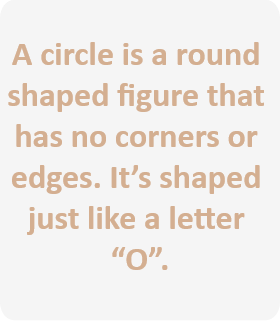 A circle is a round
shaped figure that
has no corners or
edges. It’s shaped
just like a letter
“O”.